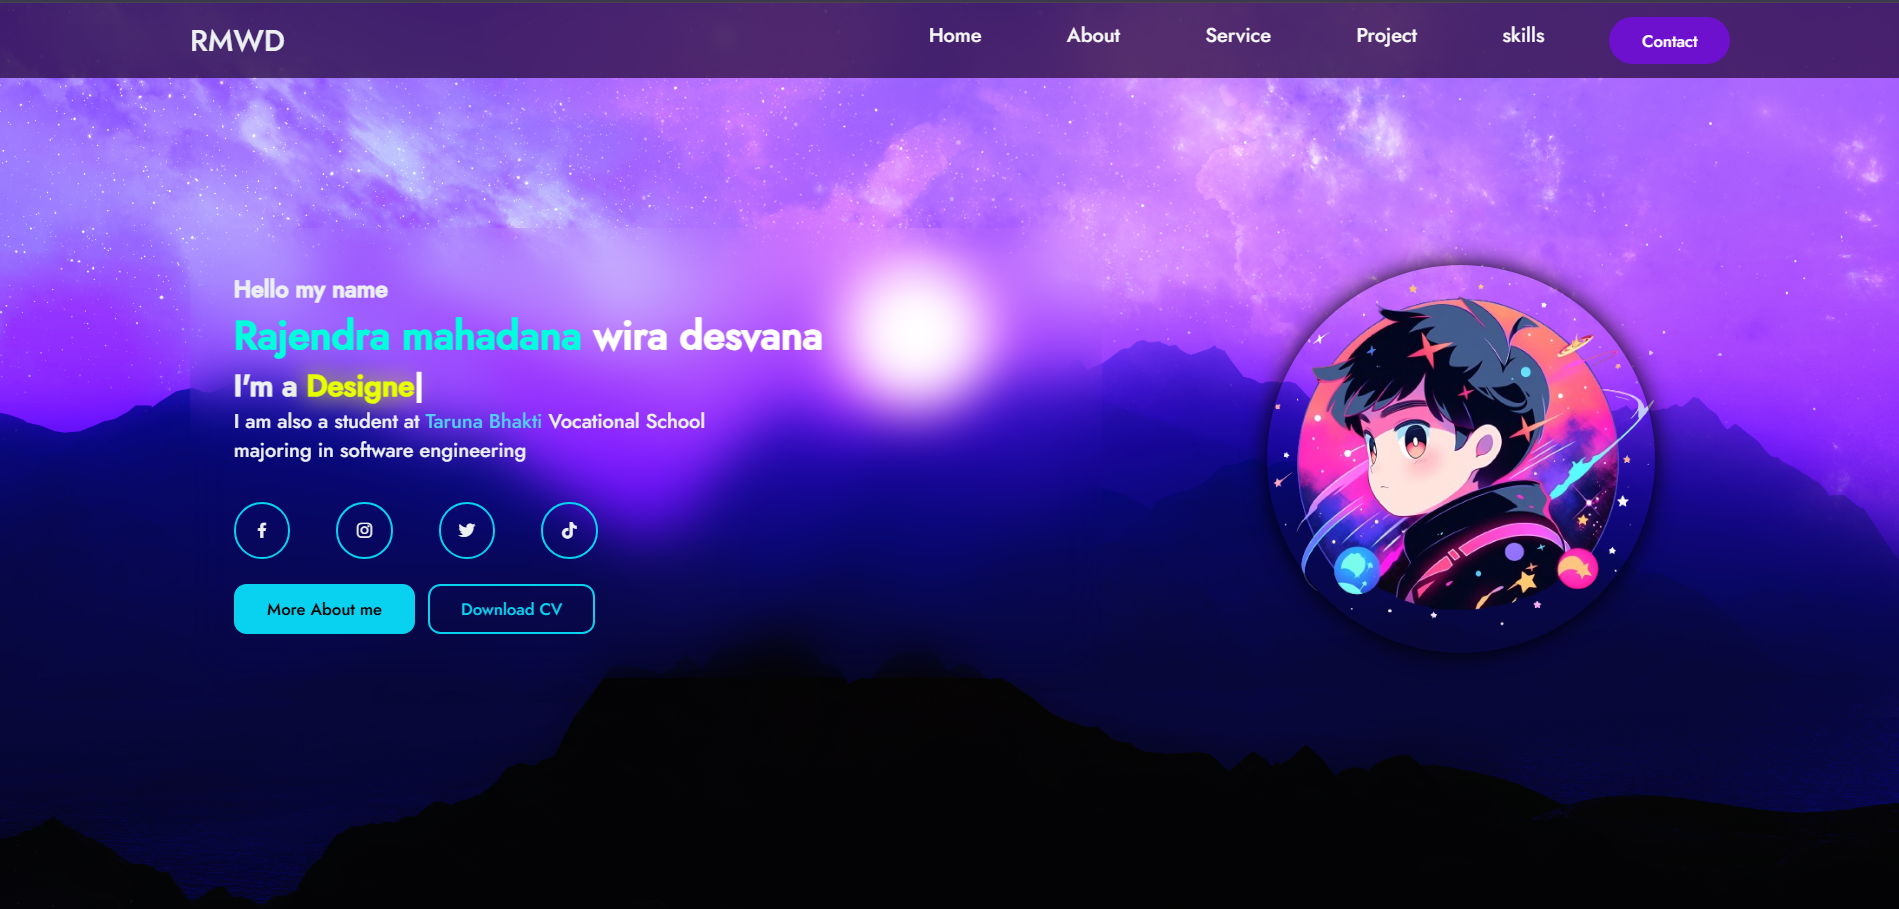 RMWD
Home About Service Project skills Contact
Hello my name
Rajendra mahadana wira desvana
I'm a Designe|
I am also a student at Taruna Bhakti Vocational School
majoring in software engineering
More About me Download CV